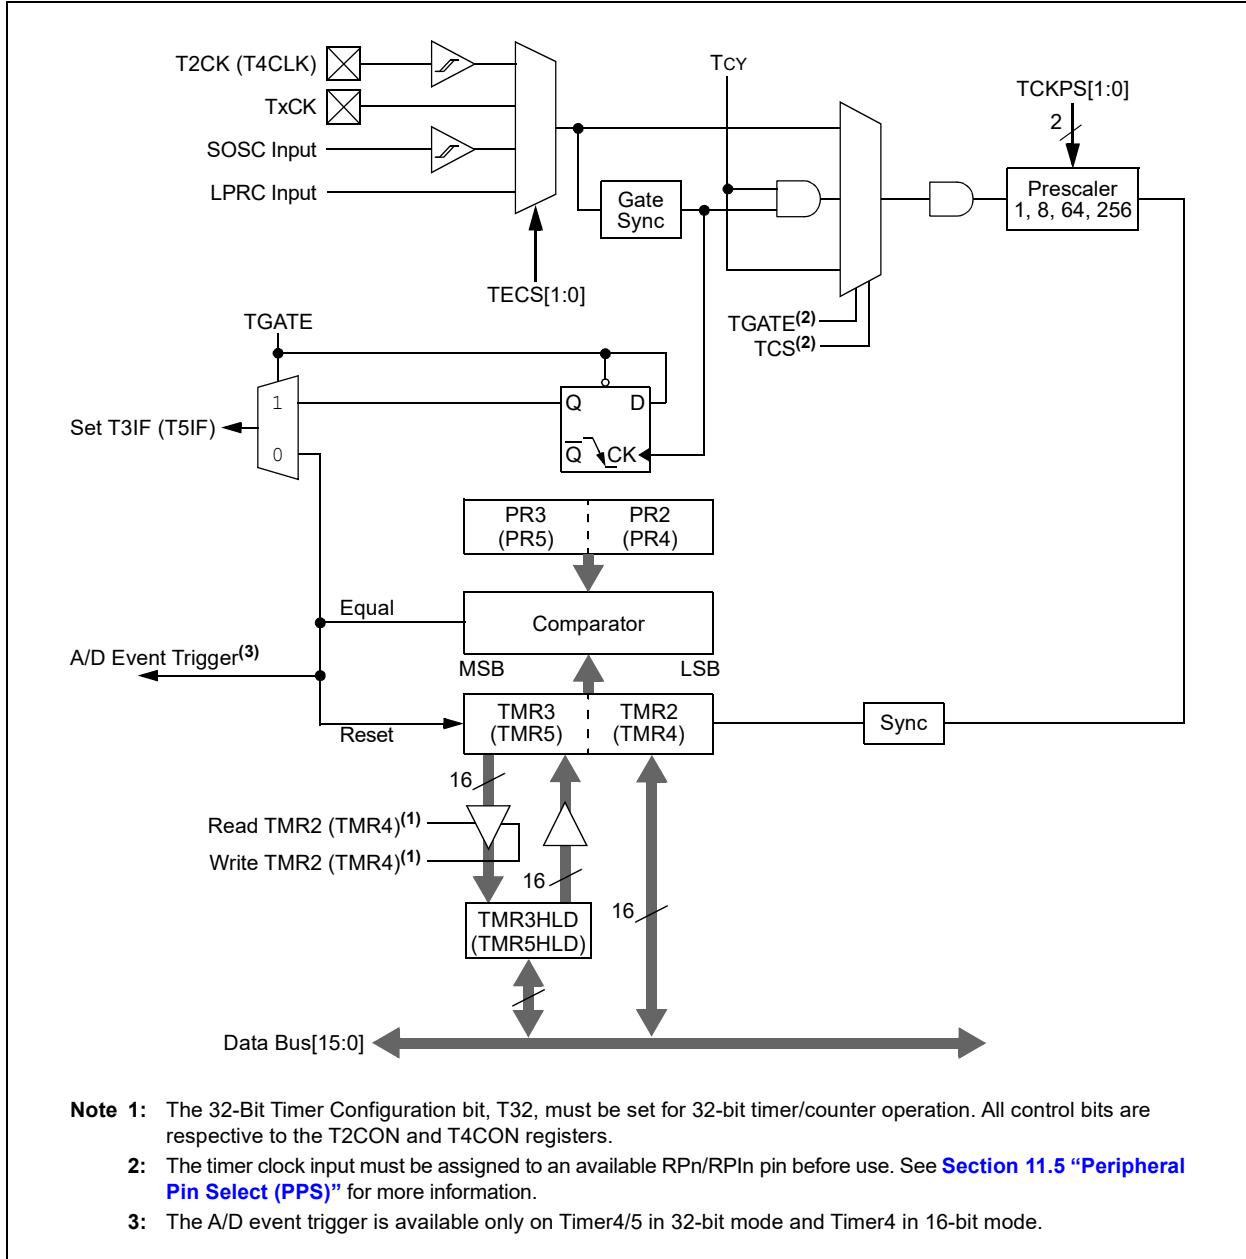 T2CK (T4CLK)
TxCK
SOSC Input
LPRC Input
TECS[1:0]
Gate
Sync
TCY
TGATE(2)
TCS(2)
TCKPS[1:0]
2
Prescaler
1, 8, 64, 256
TGATE
1
0
Set T3IF (T5IF)
Q D
Q CK
PR3
(PR5)
PR2
(PR4)
Equal
Comparator
A/D Event Trigger(3)
MSB LSB
TMR3
(TMR5)
TMR2
(TMR4)
Sync
Reset
16
Read TMR2 (TMR4)(1)
Write TMR2 (TMR4)(1)
16
16
TMR3HLD
(TMR5HLD)
Data Bus[15:0]
Note 1: The 32-Bit Timer Configuration bit, T32, must be set for 32-bit timer/counter operation. All control bits are
respective to the T2CON and T4CON registers.
2: The timer clock input must be assigned to an available RPn/RPIn pin before use. See Section 11.5 “Peripheral
Pin Select (PPS)” for more information.
3: The A/D event trigger is available only on Timer4/5 in 32-bit mode and Timer4 in 16-bit mode.